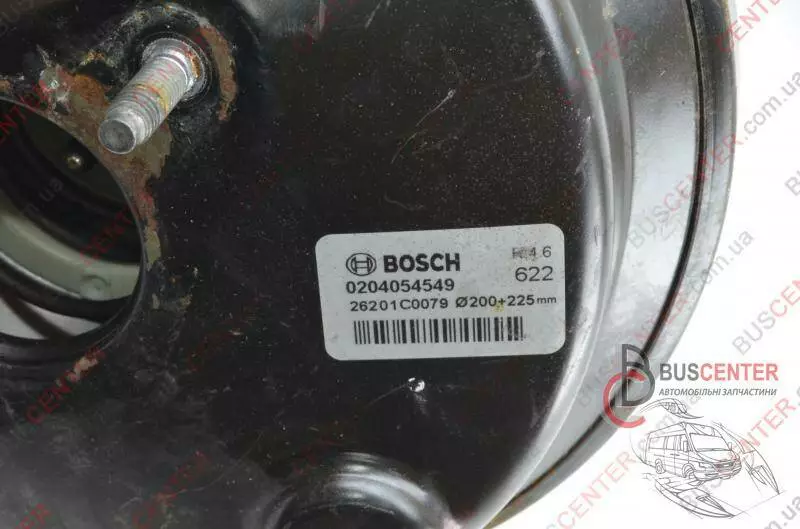 BOSCH
0204054549
622
26201C0079 Ø200+225mm
BUSCENTER
АВТОМОБІЛЬНІ ЗАПЧАСТИНИ
BUSCENTER.com.ua